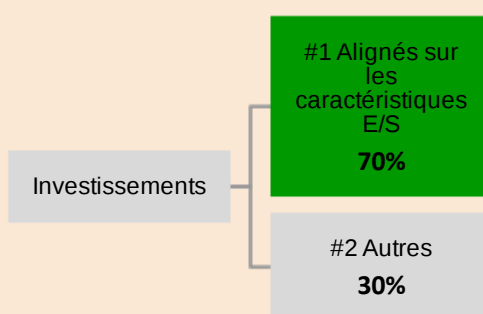 #1 Alignés sur
les
caractéristiques
E/S
70%
Investissements
#2 Autres
30%